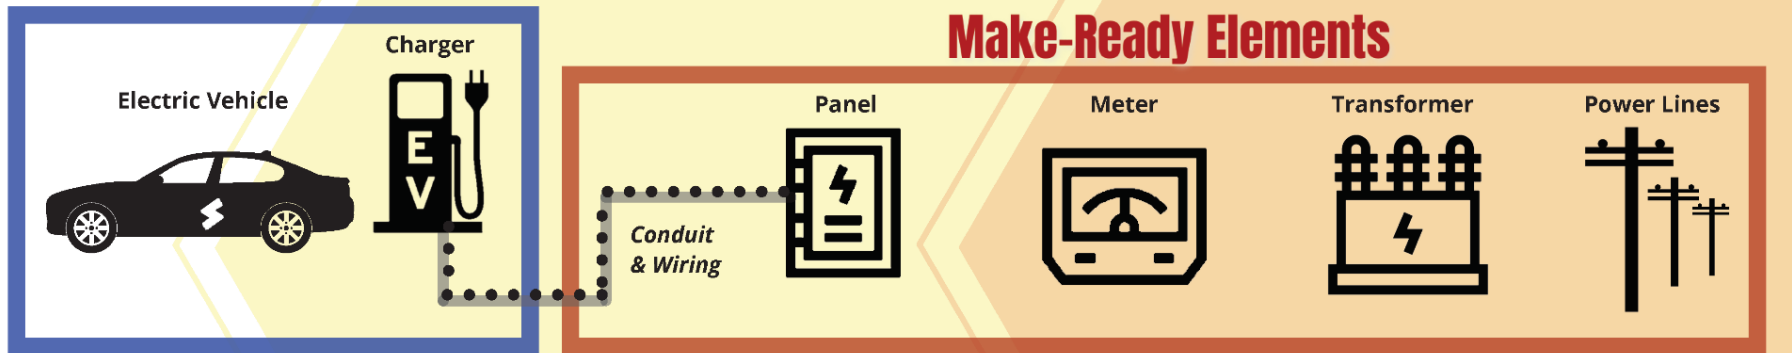 Make-Ready Elements
Charger
Electric Vehicle
E
V
Conduit
& Wiring
Panel
Meter
Transformer
Power Lines